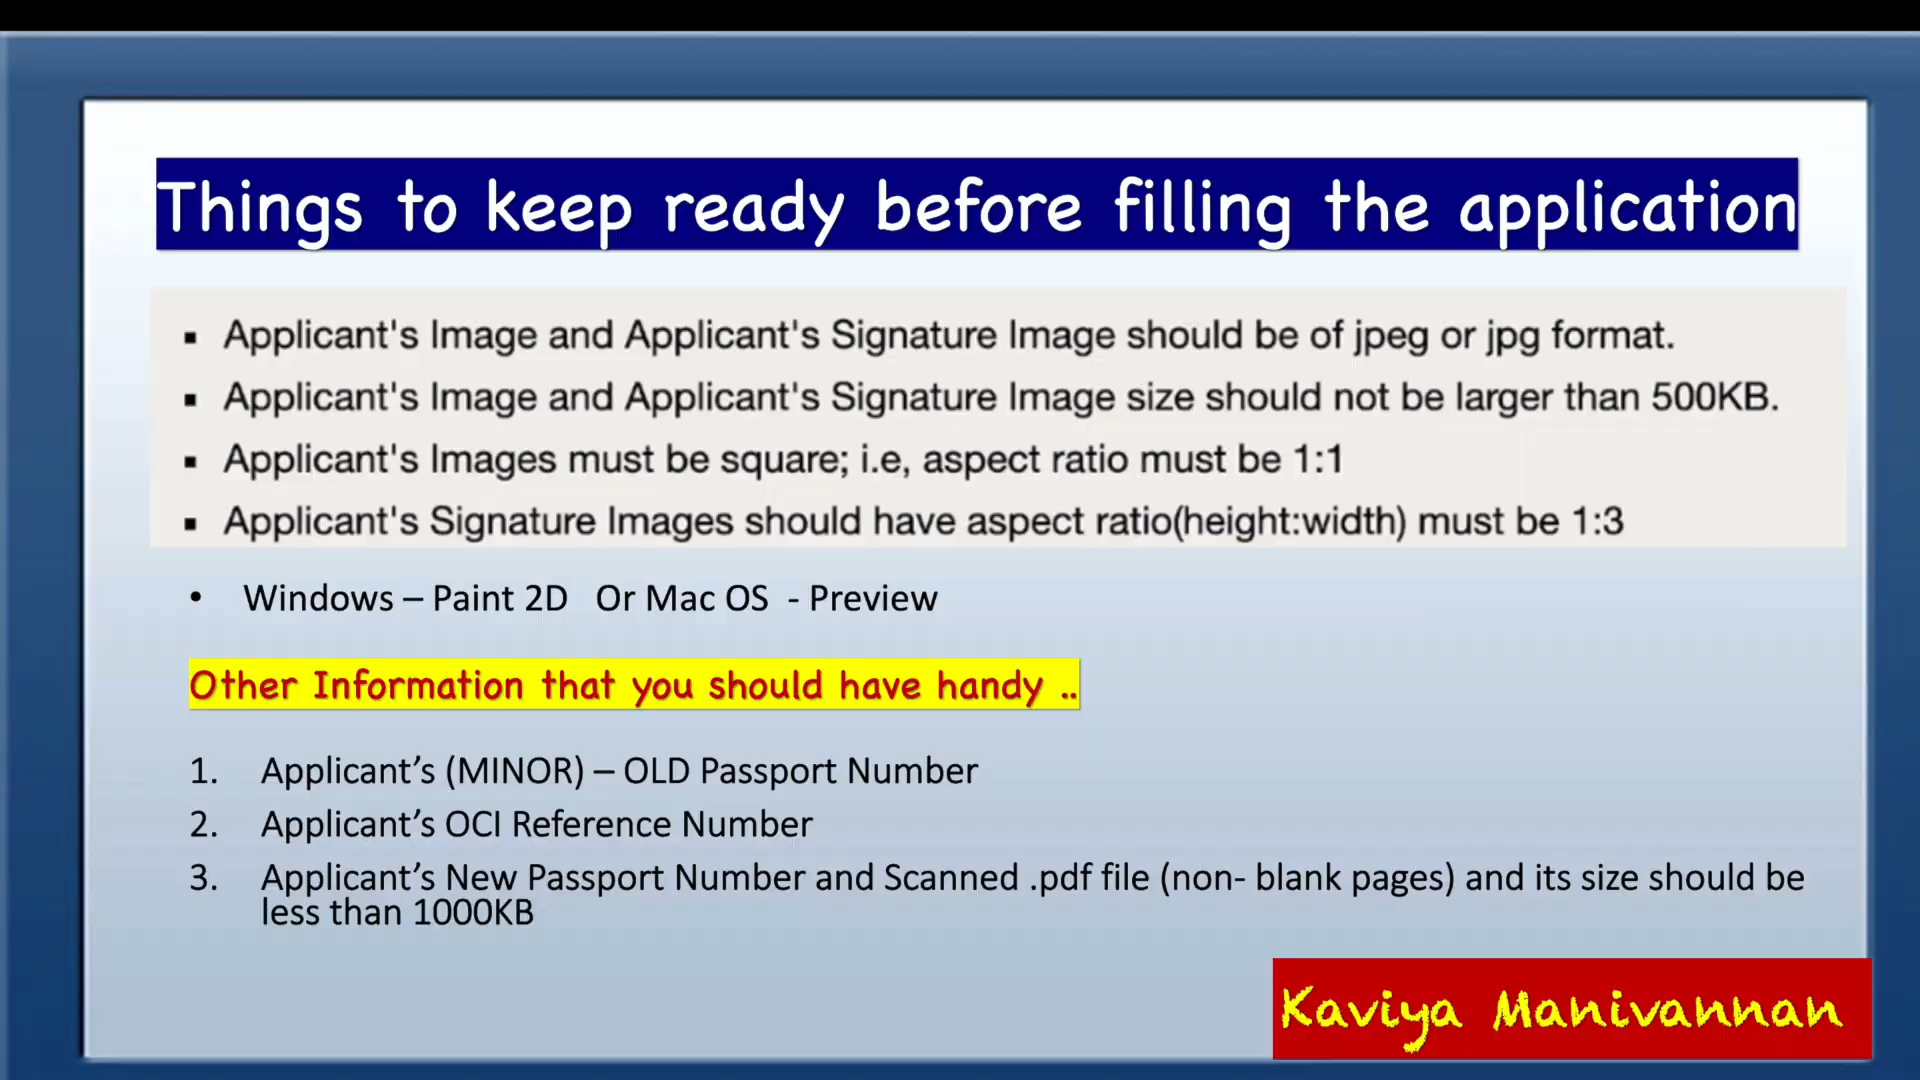 Things to keep ready before filling the application
▪ Applicant's Image and Applicant's Signature Image should be of jpeg or jpg format.
▪ Applicant's Image and Applicant's Signature Image size should not be larger than 500KB.
▪ Applicant's Images must be square; i.e, aspect ratio must be 1:1
▪ Applicant's Signature Images should have aspect ratio(height:width) must be 1:3
• Windows – Paint 2D Or Mac OS - Preview
Other Information that you should have handy ..
1. Applicant’s (MINOR) – OLD Passport Number
2. Applicant’s OCI Reference Number
3. Applicant’s New Passport Number and Scanned .pdf file (non- blank pages) and its size should be
less than 1000KB
Kaviya Manivannan